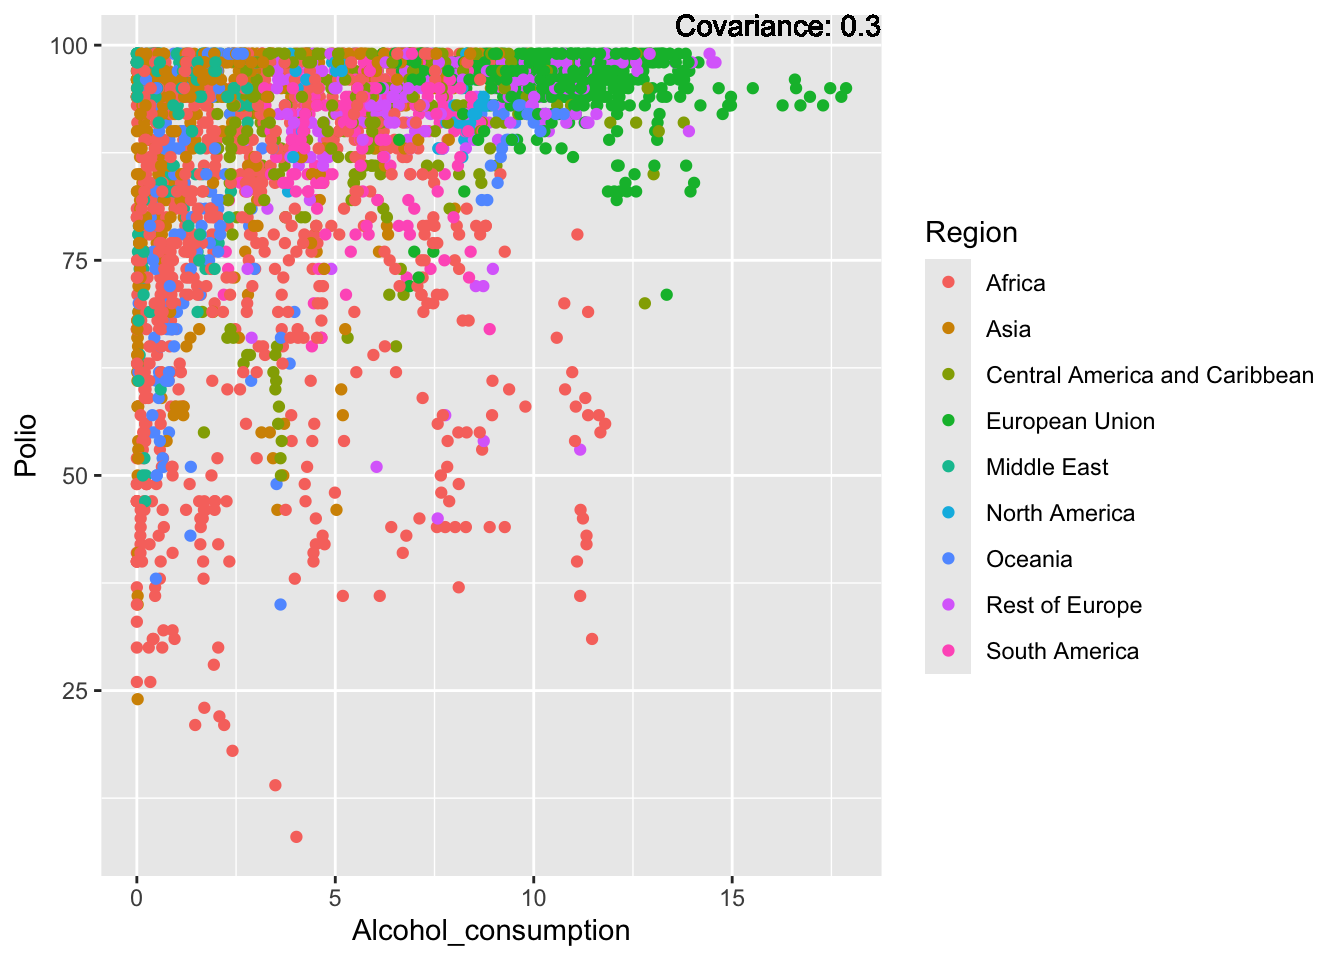 Covariance: 0.3
100
75
50
25
Polio
0
5
10
15
Alcohol_consumption
Region
Africa
Asia
Central America and Caribbean
European Union
Middle East
North America
Oceania
Rest of Europe
South America